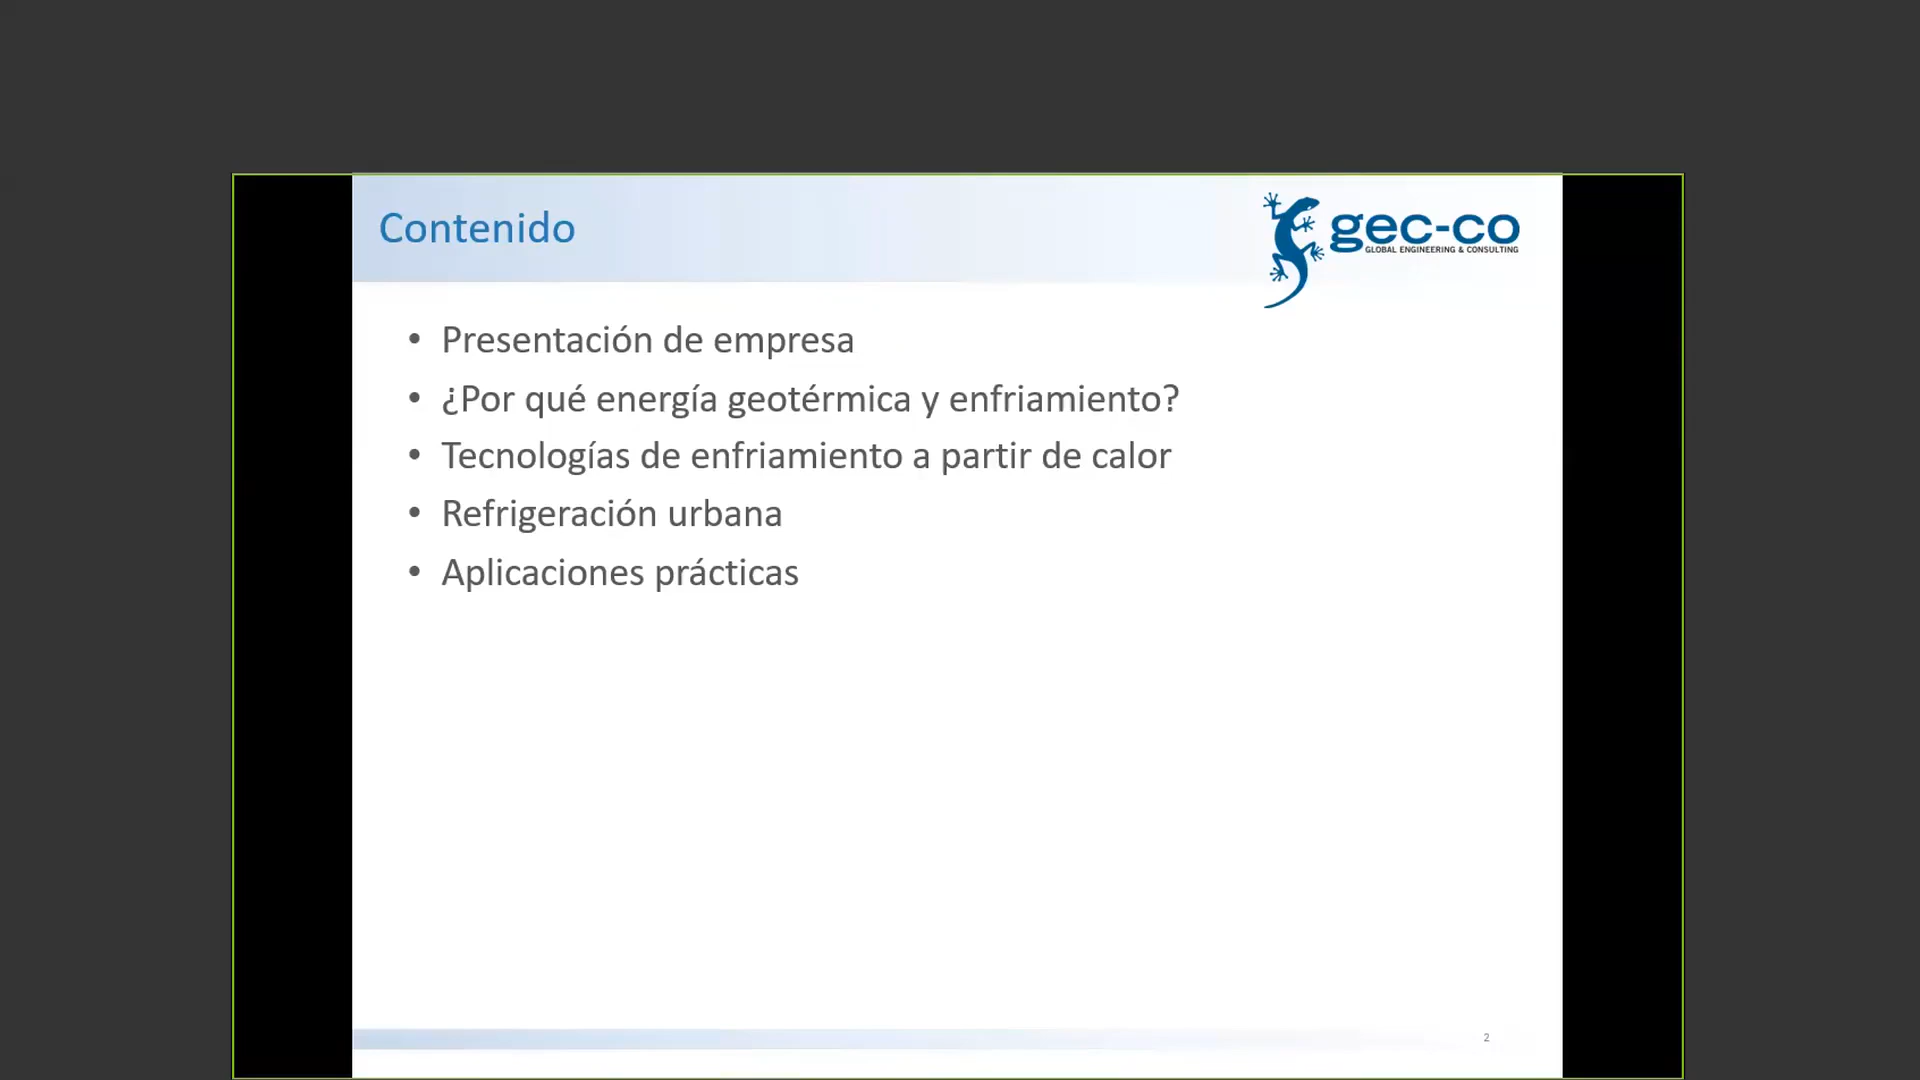 Contenido
gec-co
GLOBAL ENGINEERING & CONSULTING
• Presentación de empresa
• ¿Por qué energía geotérmica y enfriamiento?
• Tecnologías de enfriamiento a partir de calor
• Refrigeración urbana
• Aplicaciones prácticas
2